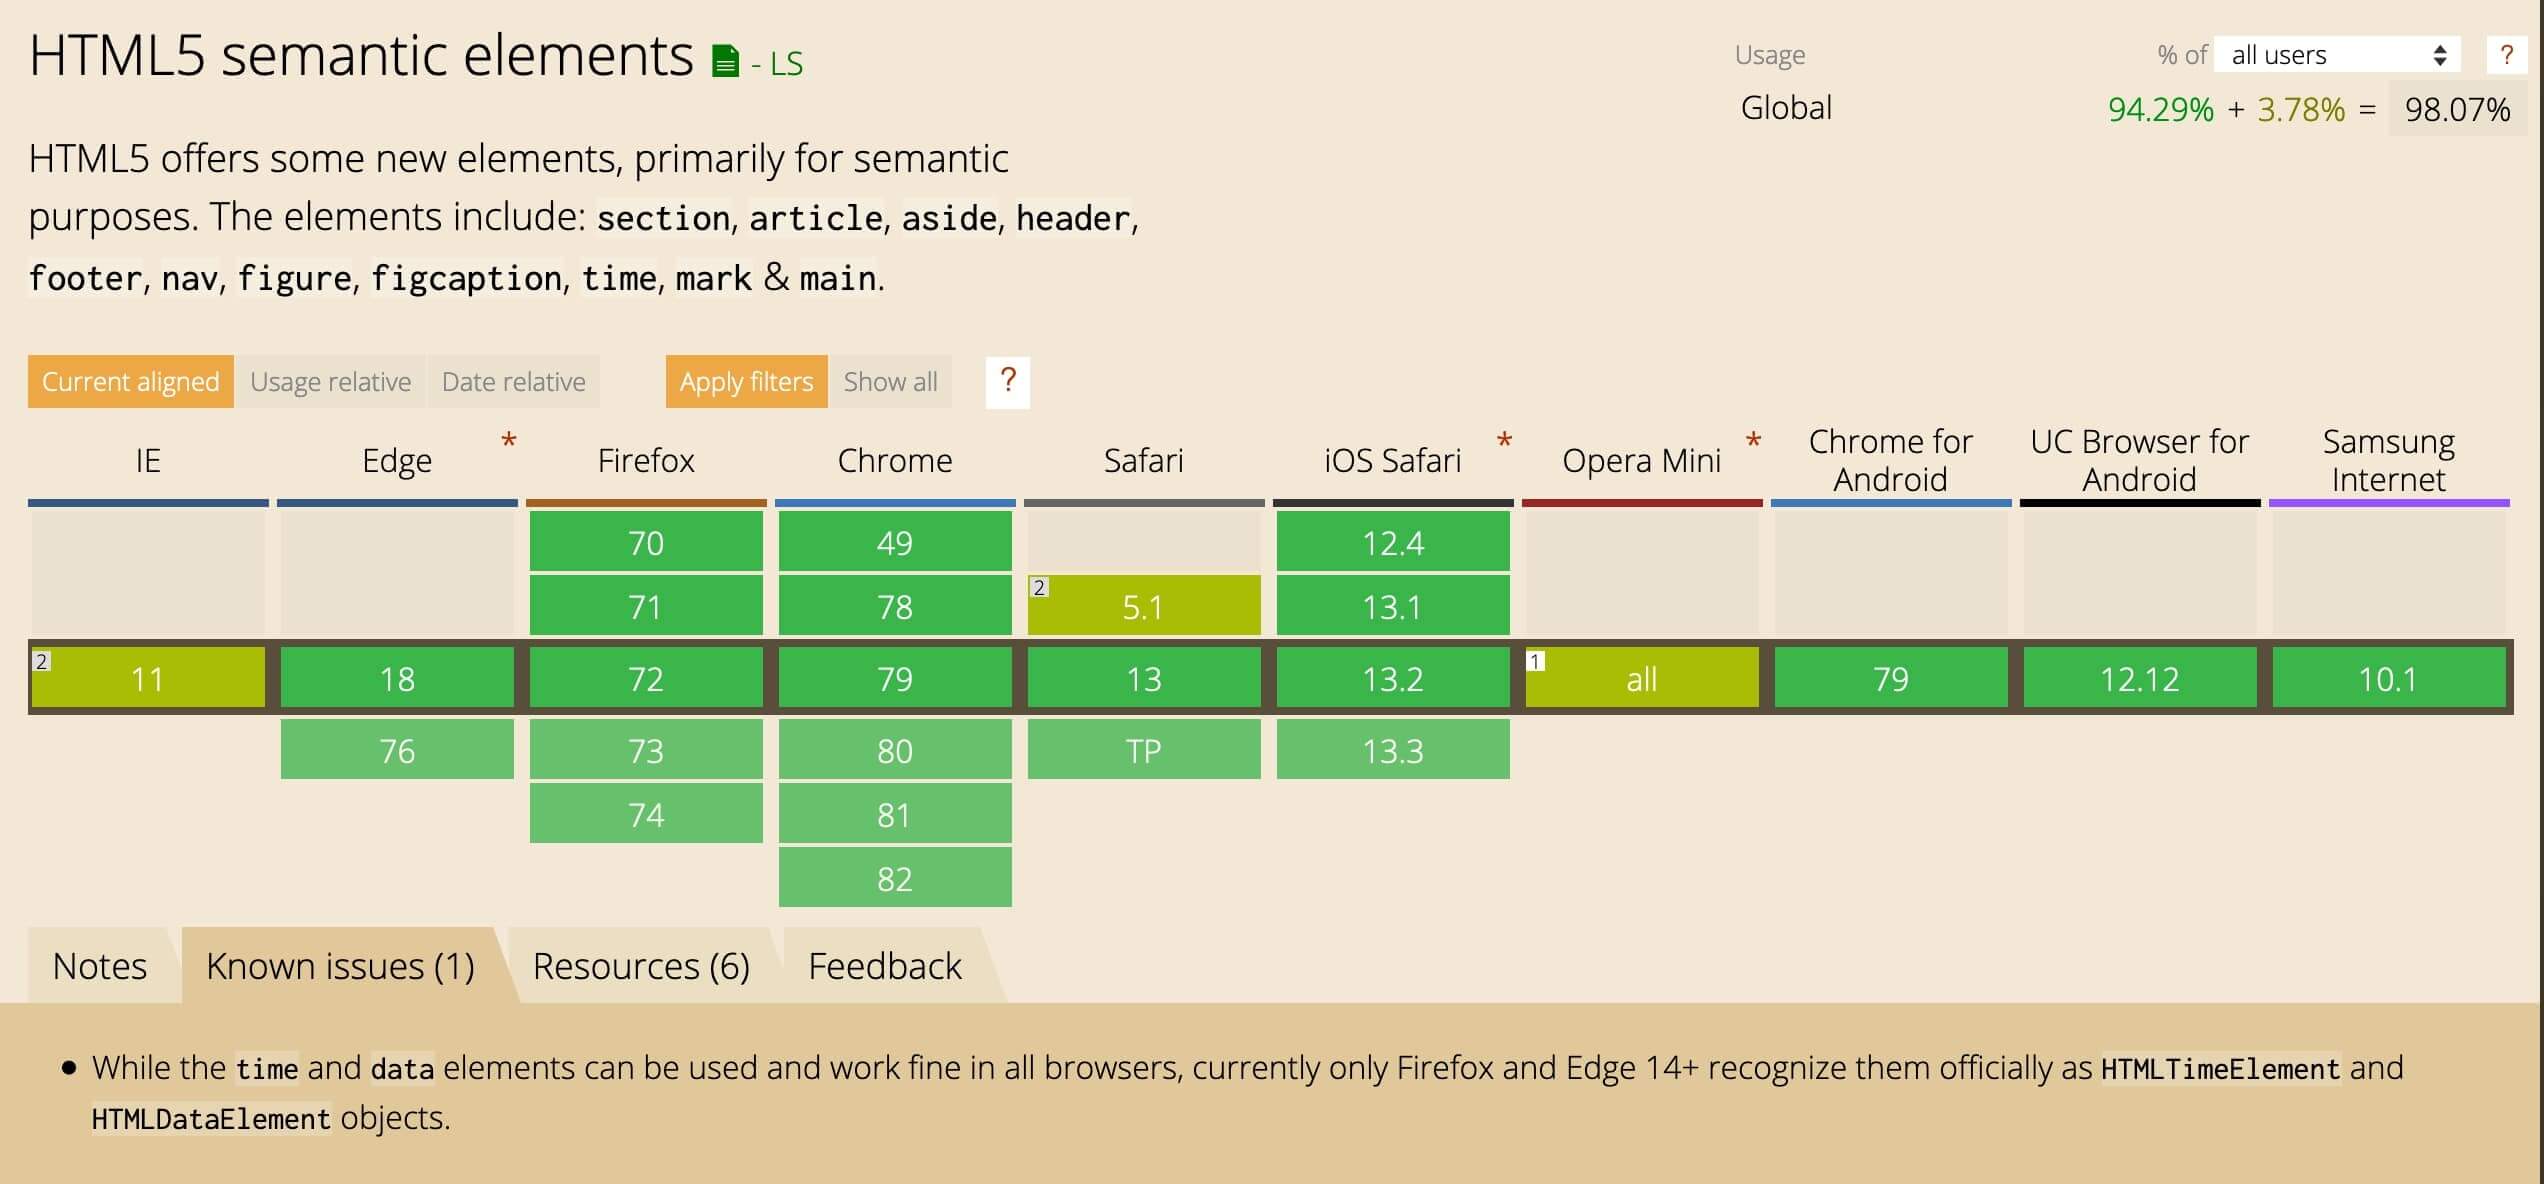 HTML5 semantic elements - LS
Usage % of all users ?
Global 94.29% + 3.78% = 98.07%
HTML5 offers some new elements, primarily for semantic
purposes. The elements include: section, article, aside, header,
footer, nav, figure, figcaption, time, mark & main.
Current aligned Usage relative Date relative Apply filters Show all ?
IE Edge * Firefox Chrome Safari iOS Safari * Opera Mini * Chrome for Android UC Browser for Android Samsung Internet
70 49 12.4
71 78 2 5.1 13.1
2 11 18 72 79 13 13.2 1 all 79 12.12 10.1
76 73 80 TP 13.3
74 81
82
Notes Known issues (1) Resources (6) Feedback
• While the time and data elements can be used and work fine in all browsers, currently only Firefox and Edge 14+ recognize them officially as HTMLTimeElement and
HTMLDataElement objects.